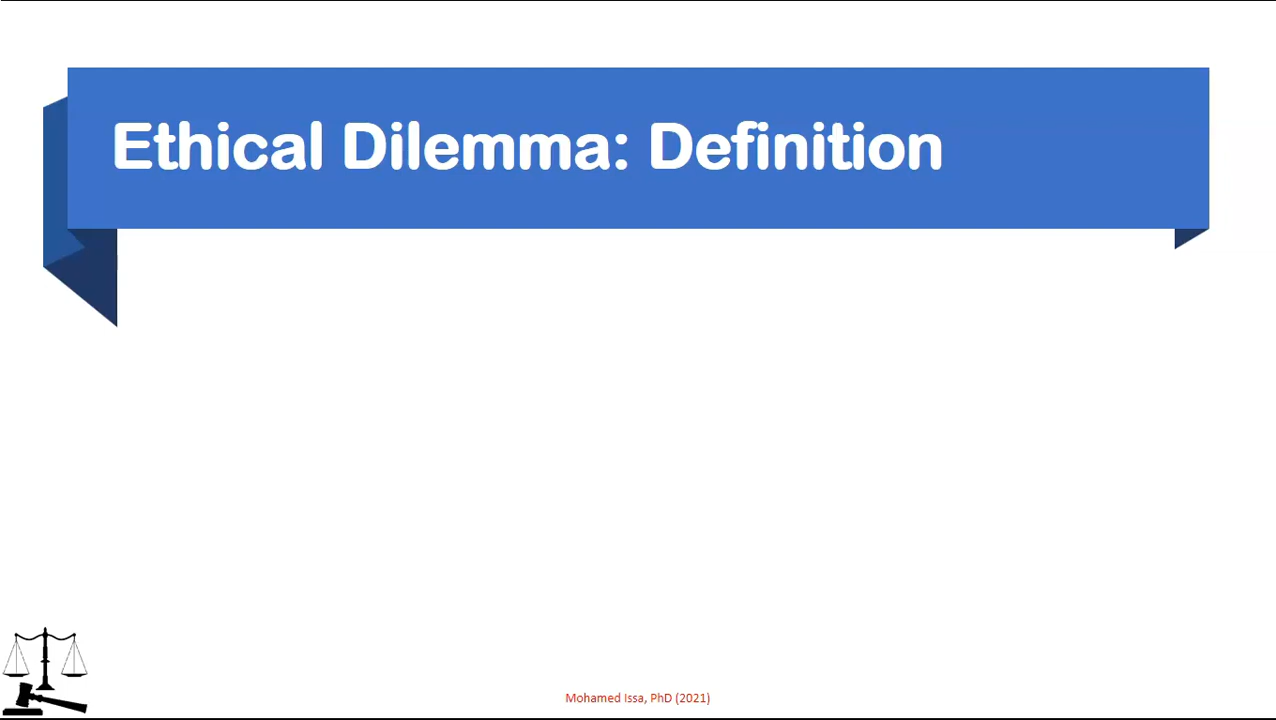 Ethical Dilemma: Definition
Mohamed Issa, PhD (2021)